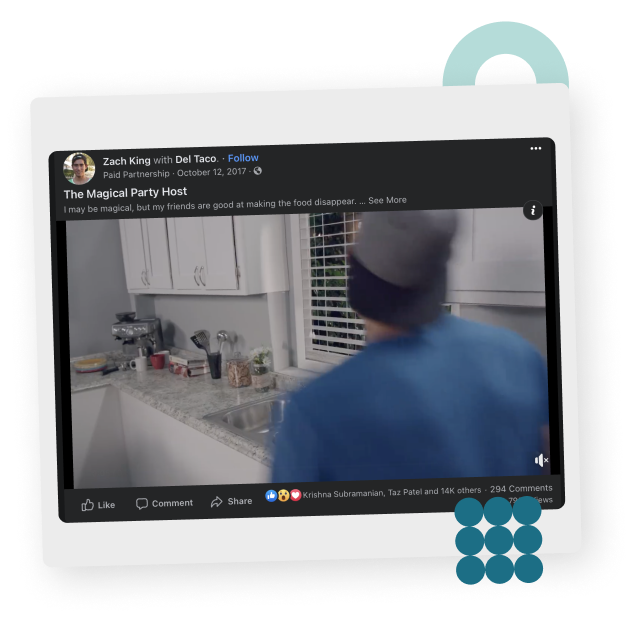 Zach King with Del Taco. · Follow
Paid Partnership · October 12, 2017 ·
The Magical Party Host
I may be magical, but my friends are good at making the food disappear. ... See More
i
Like Comment Share Krishna Subramanian, Taz Patel and 14K others · 294 Comments